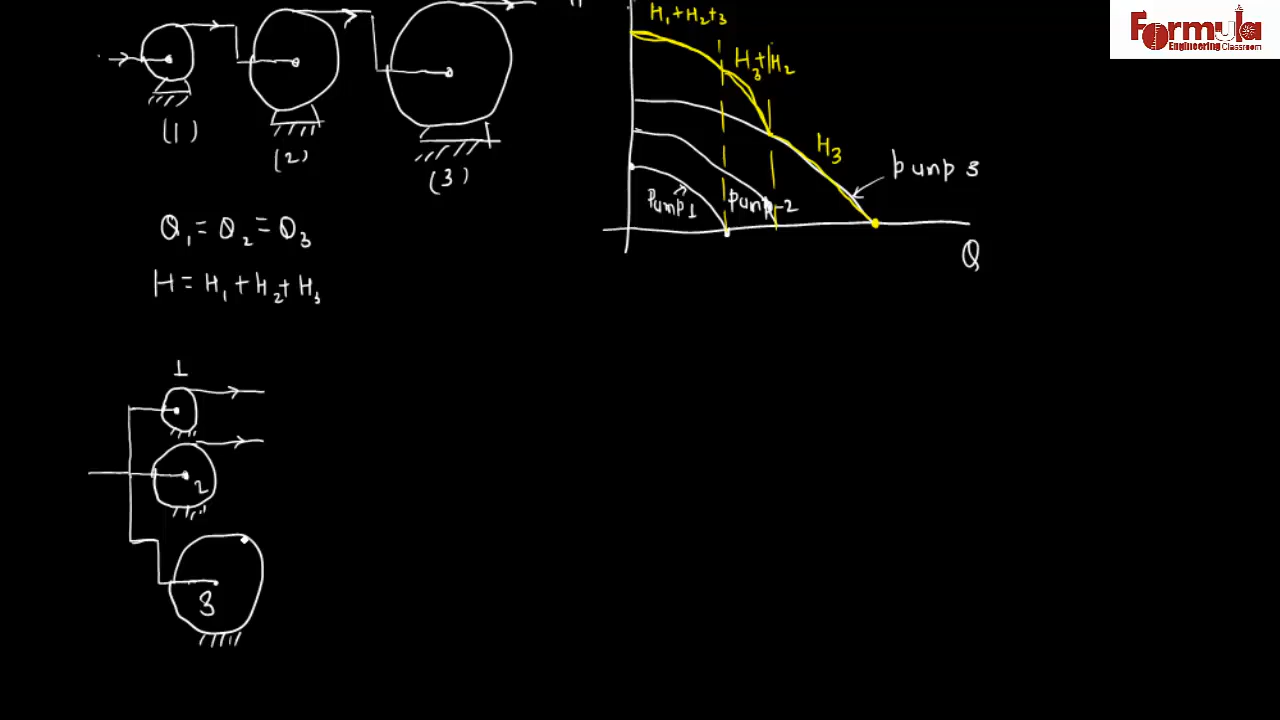 (1)
(2)
(3)
Q₁ = Q₂ = Q₃
H = H₁ + H₂ + H₃
1
2
3
H₁+H₂+3
H₃+H₂
H₃
pump 3
Pump 1
pump-2
Q
Formula
Engineering Classroom